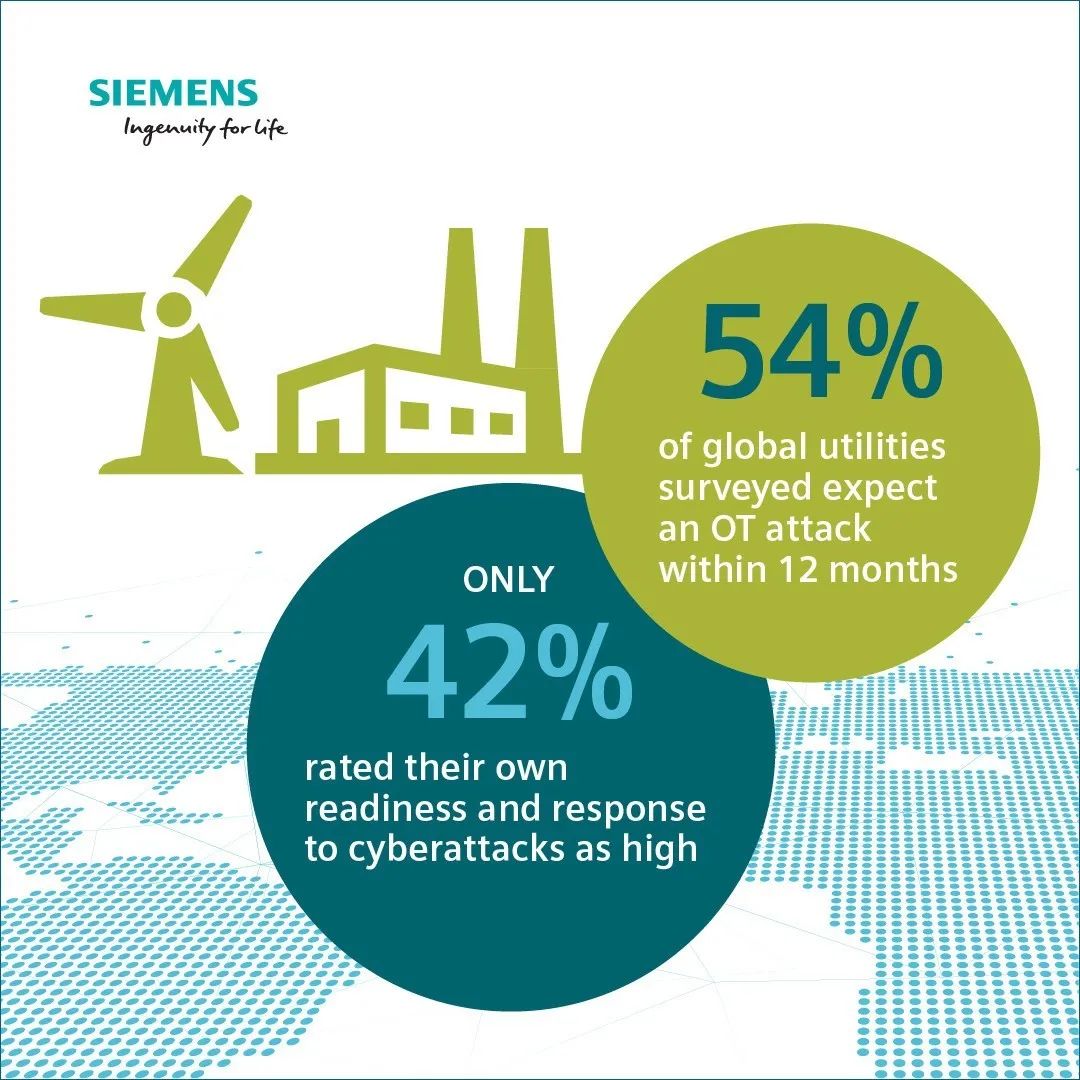 SIEMENS
Ingenuity for life
54%
of global utilities
surveyed expect
an OT attack
within 12 months
ONLY
42%
rated their own
readiness and response
to cyberattacks as high